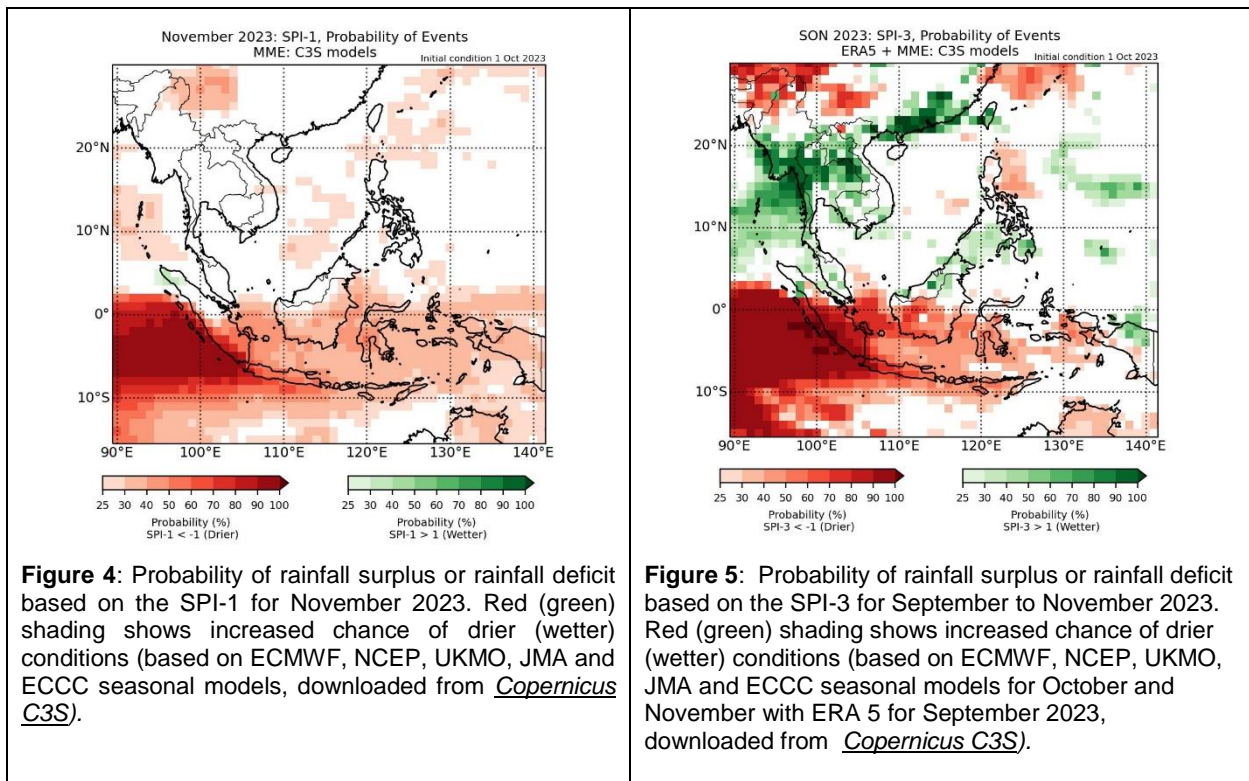 November 2023: SPI-1, Probability of Events
MME: C3S models
Initial condition 1 Oct 2023
20°N
10°N
0°
10°S
90°E 100°E 110°E 120°E 130°E 140°E
25 30 40 50 60 70 80 90 100
Probability (%)
SPI-1 < -1 (Drier)
25 30 40 50 60 70 80 90 100
Probability (%)
SPI-1 > 1 (Wetter)
Figure 4: Probability of rainfall surplus or rainfall deficit
based on the SPI-1 for November 2023. Red (green)
shading shows increased chance of drier (wetter)
conditions (based on ECMWF, NCEP, UKMO, JMA and
ECCC seasonal models, downloaded from Copernicus
C3S).
SON 2023: SPI-3, Probability of Events
ERA5 + MME: C3S models
Initial condition 1 Oct 2023
20°N
10°N
0°
10°S
90°E 100°E 110°E 120°E 130°E 140°E
25 30 40 50 60 70 80 90 100
Probability (%)
SPI-3 < -1 (Drier)
25 30 40 50 60 70 80 90 100
Probability (%)
SPI-3 > 1 (Wetter)
Figure 5: Probability of rainfall surplus or rainfall deficit
based on the SPI-3 for September to November 2023.
Red (green) shading shows increased chance of drier
(wetter) conditions (based on ECMWF, NCEP, UKMO,
JMA and ECCC seasonal models for October and
November with ERA 5 for September 2023,
downloaded from Copernicus C3S).